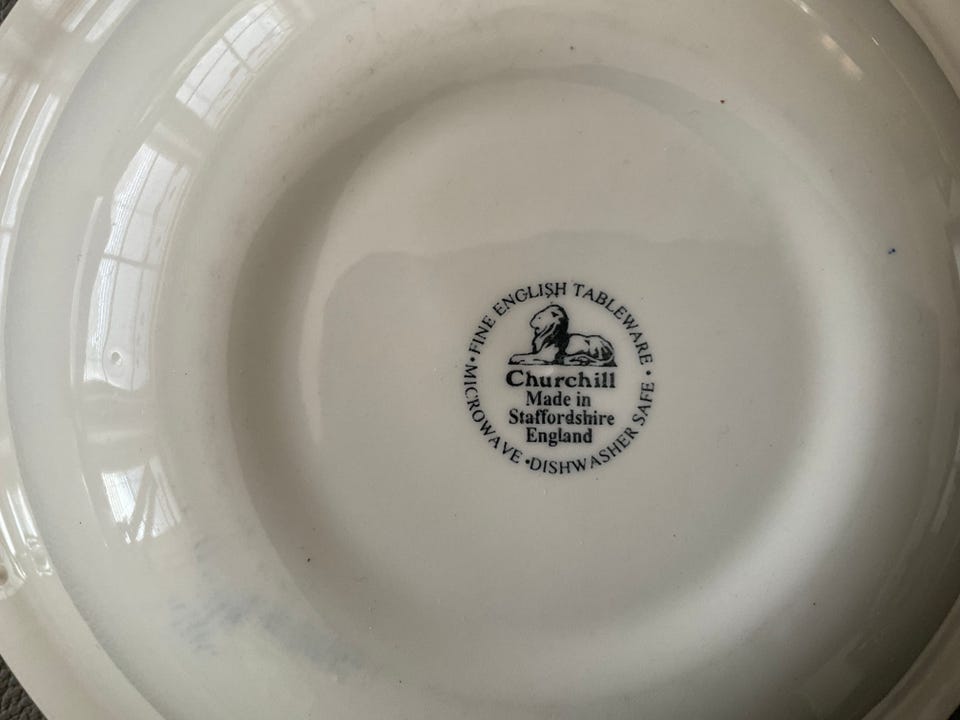 FINE ENGLISH TABLEWARE
Churchill
Made in
Staffordshire
England
• MICROWAVE • DISHWASHER SAFE •